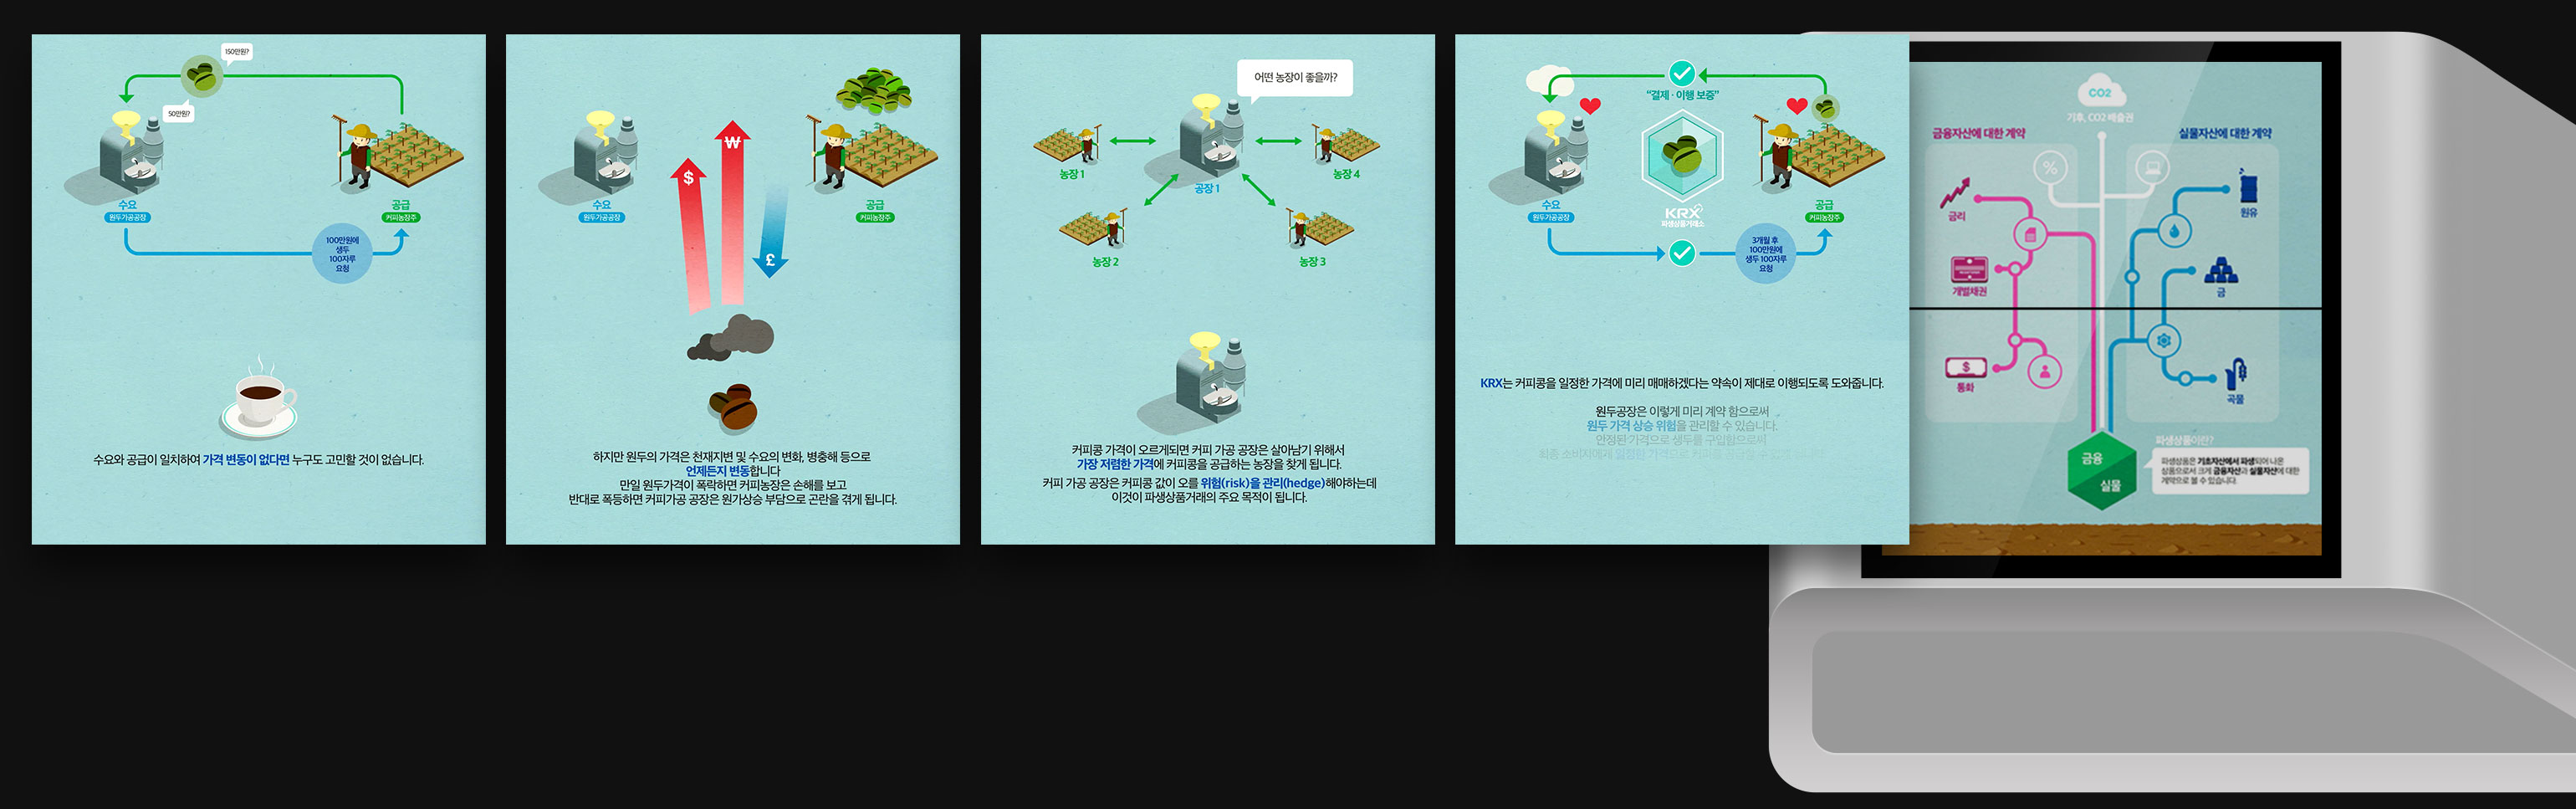 150만원?
50만원?
수요
원두가공공장
공급
커피농장주
100만원에
생두
100자루
요청
수요와 공급이 일치하여 가격 변동이 없다면 누구도 고민할 것이 없습니다.
$
₩
£
수요
원두가공공장
공급
커피농장주
하지만 원두의 가격은 천재지변 및 수요의 변화, 병충해 등으로
언제든지 변동합니다
만일 원두가격이 폭락하면 커피농장은 손해를 보고
반대로 폭등하면 커피가공 공장은 원가상승 부담으로 곤란을 겪게 됩니다.
어떤 농장이 좋을까?
농장 1
공장 1
농장 4
농장 2
농장 3
커피콩 가격이 오르게되면 커피 가공 공장은 살아남기 위해서
가장 저렴한 가격에 커피콩을 공급하는 농장을 찾게 됩니다.
커피 가공 공장은 커피콩 값이 오를 위험(risk)을 관리(hedge)해야하는데
이것이 파생상품거래의 주요 목적이 됩니다.
“결제 · 이행 보증”
수요
원두가공공장
KRX
파생상품거래소
공급
커피농장주
3개월 후
100만원에
생두 100자루
요청
KRX는 커피콩을 일정한 가격에 미리 매매하겠다는 약속이 제대로 이행되도록 도와줍니다.
원두공장은 이렇게 미리 계약 함으로써
원두 가격 상승 위험을 관리할 수 있습니다.
안정된 가격으로 생두를 구입함으로써
최종 소비자에게 일정한 가격으로 커피를
CO2
기후, CO2 배출권
금융자산에 대한 계약
실물자산에 대한 계약
%
금리
원유
개별채권
금
$
통화
곡물
금융
실물
파생상품이란?
파생상품은 기초자산에서 파생되어 나온
상품으로서 크게 금융자산과 실물자산에 대한
계약으로 볼 수 있습니다.